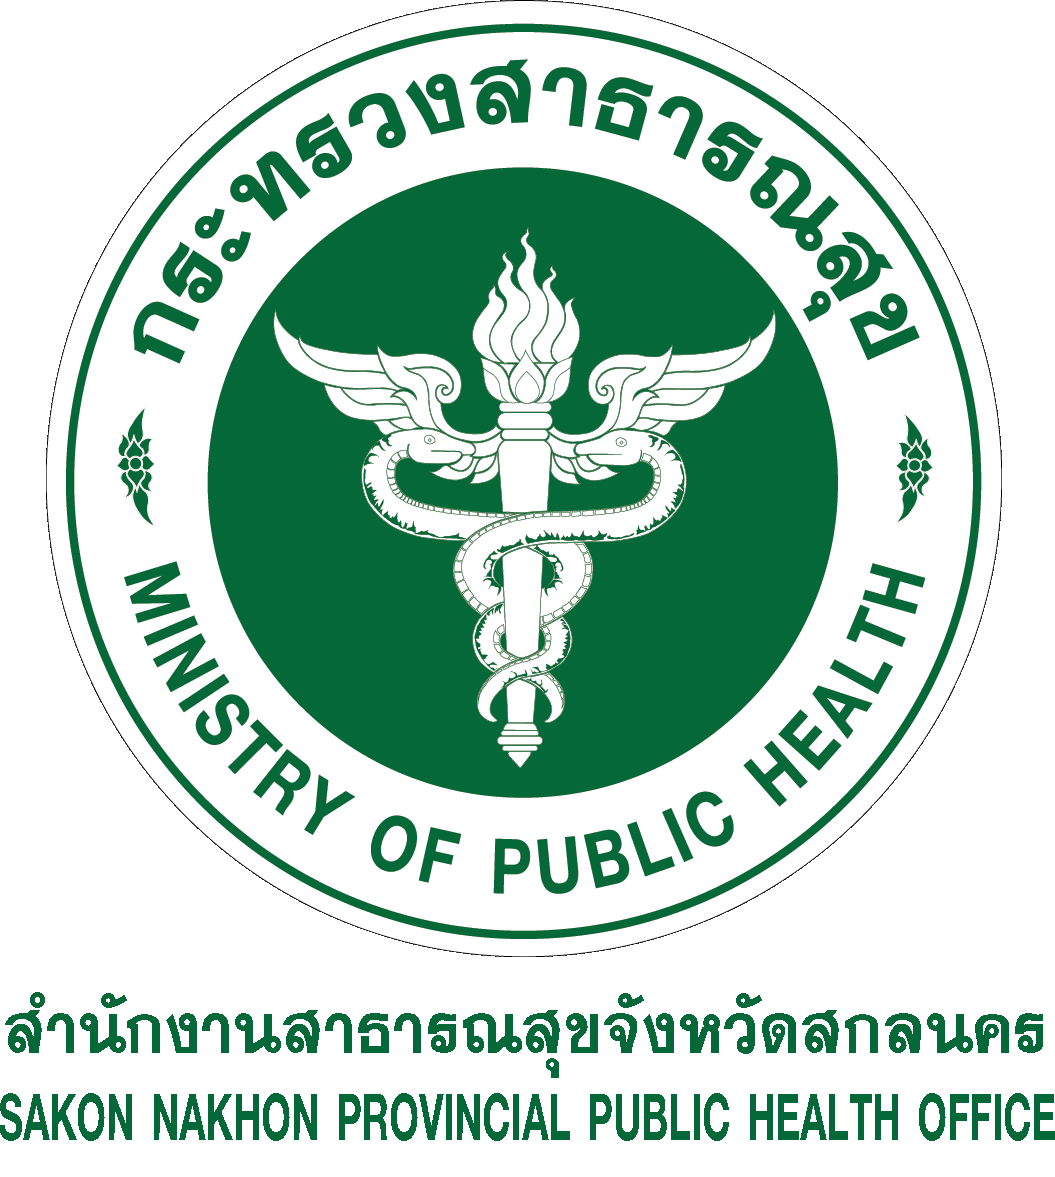 กระทรวงสาธารณสุข
MINISTRY OF PUBLIC HEALTH
สำนักงานสาธารณสุขจังหวัดสกลนคร
SAKON NAKHON PROVINCIAL PUBLIC HEALTH OFFICE